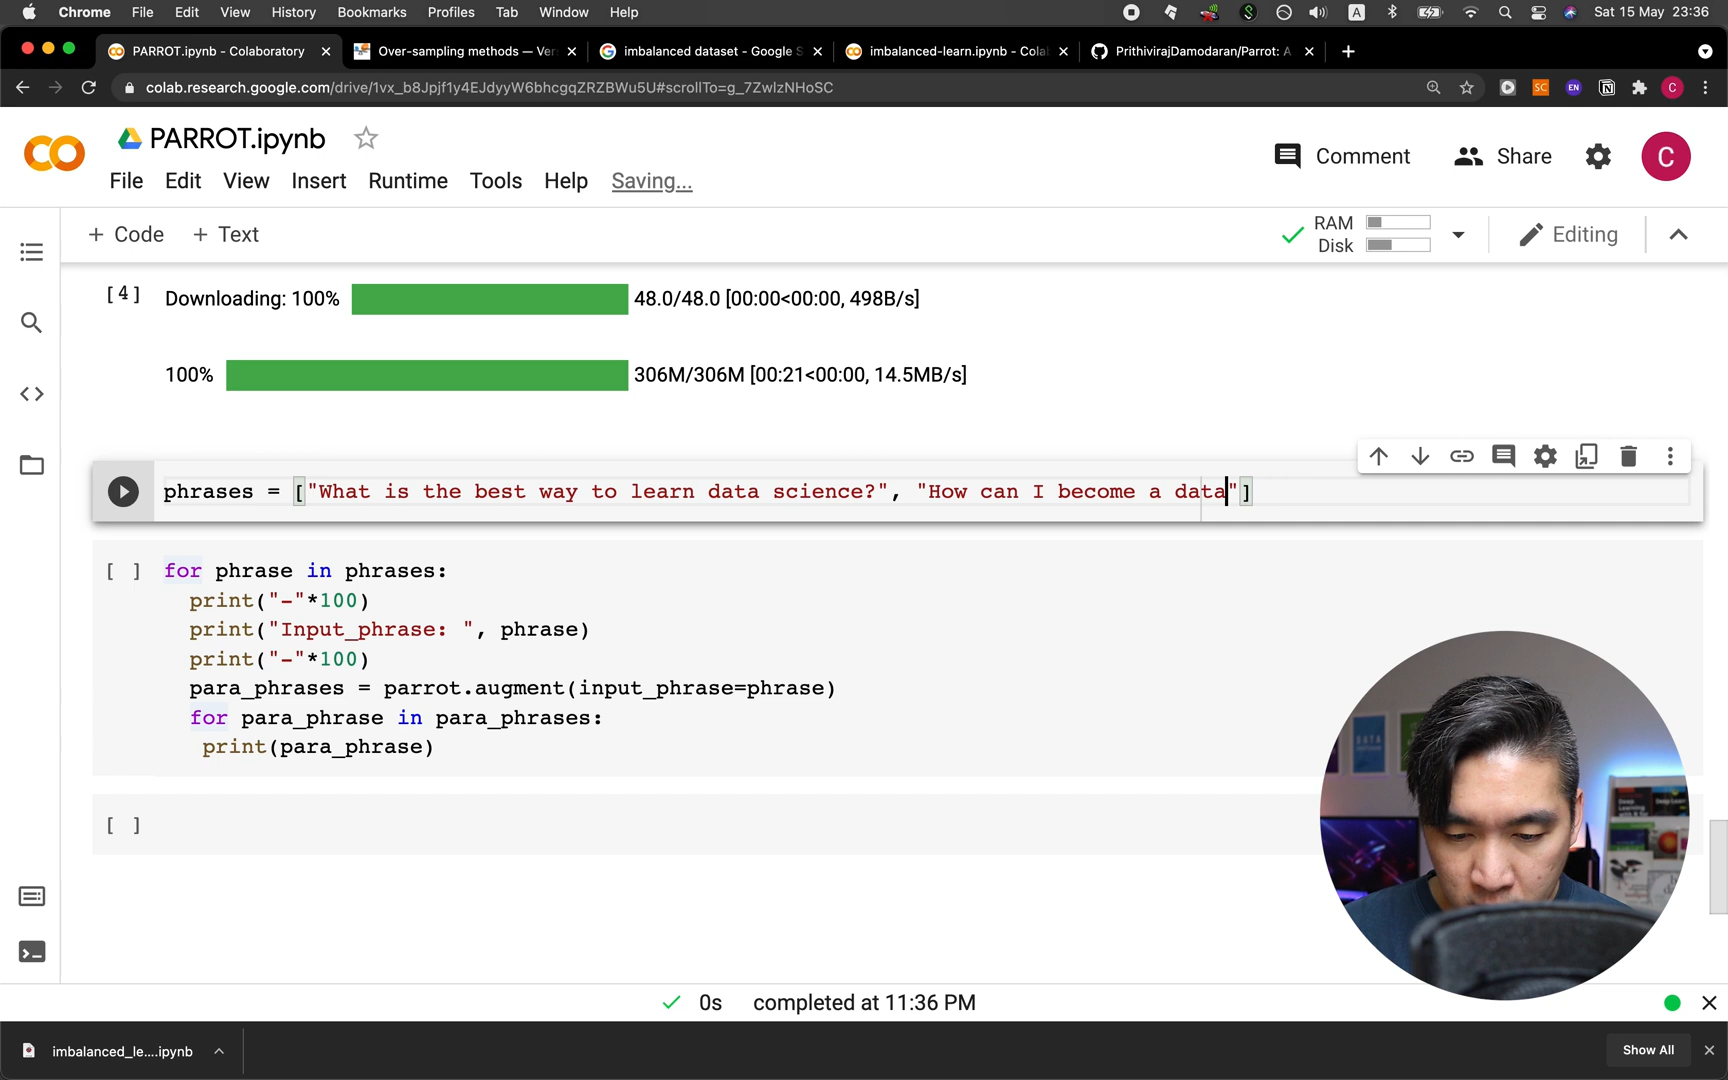 Chrome File Edit View History Bookmarks Profiles Tab Window Help A Sat 15 May 23:36
PARROT.ipynb - Colaboratory Over-sampling methods — Ver imbalanced dataset - Google S imbalanced-learn.ipynb - Cola PrithivirajDamodaran/Parrot: A
colab.research.google.com/drive/1vx_b8Jpjf1y4EJdyyW6bhcgqZRZBWu5U#scrollTo=g_7ZwlzNHoSC SC EN C
PARROT.ipynb
Comment Share C
File Edit View Insert Runtime Tools Help Saving...
+ Code + Text RAM Disk Editing
[4] Downloading: 100% 48.0/48.0 [00:00<00:00, 498B/s]
100% 306M/306M [00:21<00:00, 14.5MB/s]
phrases = ["What is the best way to learn data science?", "How can I become a data"]
[ ] for phrase in phrases:
print("-"*100)
print("Input_phrase: ", phrase)
print("-"*100)
para_phrases = parrot.augment(input_phrase=phrase)
for para_phrase in para_phrases:
print(para_phrase)
[ ]
0s completed at 11:36 PM
imbalanced_le....ipynb Show All